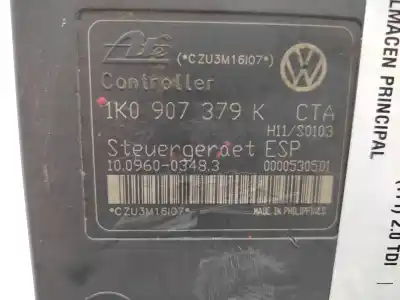 Ate
(*CZU3M16I07*)
Controller
1K0 907 379 K CTA
H11/S0103
Steuergeraet ESP
10.0960-0348.3 0000530501
*CZU3M16I07*
MADE IN PHILIPPINES
ALMACEN PRINCIPAL
2.0 TDI